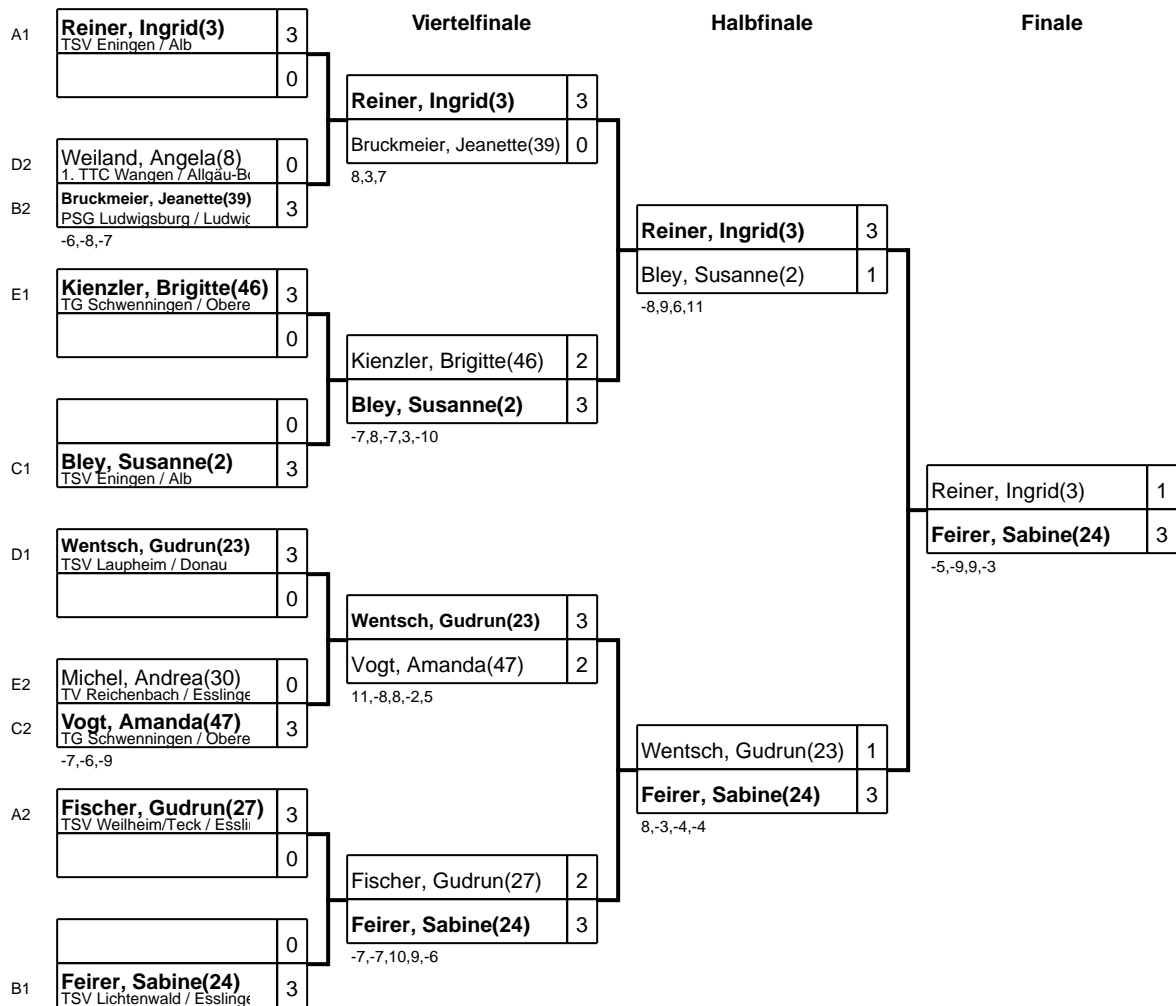 Viertelfinale
Halbfinale
Finale
A1
Reiner, Ingrid(3) 3
TSV Eningen / Alb
0
D2
Weiland, Angela(8) 0
1. TTC Wangen / Allgäu-Bo
B2
Bruckmeier, Jeanette(39) 3
PSG Ludwigsburg / Ludwig
-6,-8,-7
E1
Kienzler, Brigitte(46) 3
TG Schwenningen / Obere
0
0
C1
Bley, Susanne(2) 3
TSV Eningen / Alb
D1
Wentsch, Gudrun(23) 3
TSV Laupheim / Donau
0
E2
Michel, Andrea(30) 0
TV Reichenbach / Esslinge
C2
Vogt, Amanda(47) 3
TG Schwenningen / Obere
-7,-6,-9
A2
Fischer, Gudrun(27) 3
TSV Weilheim/Teck / Essli
0
0
B1
Feirer, Sabine(24) 3
TSV Lichtenwald / Esslinge
Reiner, Ingrid(3) 3
Bruckmeier, Jeanette(39) 0
8,3,7
Kienzler, Brigitte(46) 2
Bley, Susanne(2) 3
-7,8,-7,3,-10
Wentsch, Gudrun(23) 3
Vogt, Amanda(47) 2
11,-8,8,-2,5
Fischer, Gudrun(27) 2
Feirer, Sabine(24) 3
-7,-7,10,9,-6
Reiner, Ingrid(3) 3
Bley, Susanne(2) 1
-8,9,6,11
Wentsch, Gudrun(23) 1
Feirer, Sabine(24) 3
8,-3,-4,-4
Reiner, Ingrid(3) 1
Feirer, Sabine(24) 3
-5,-9,9,-3